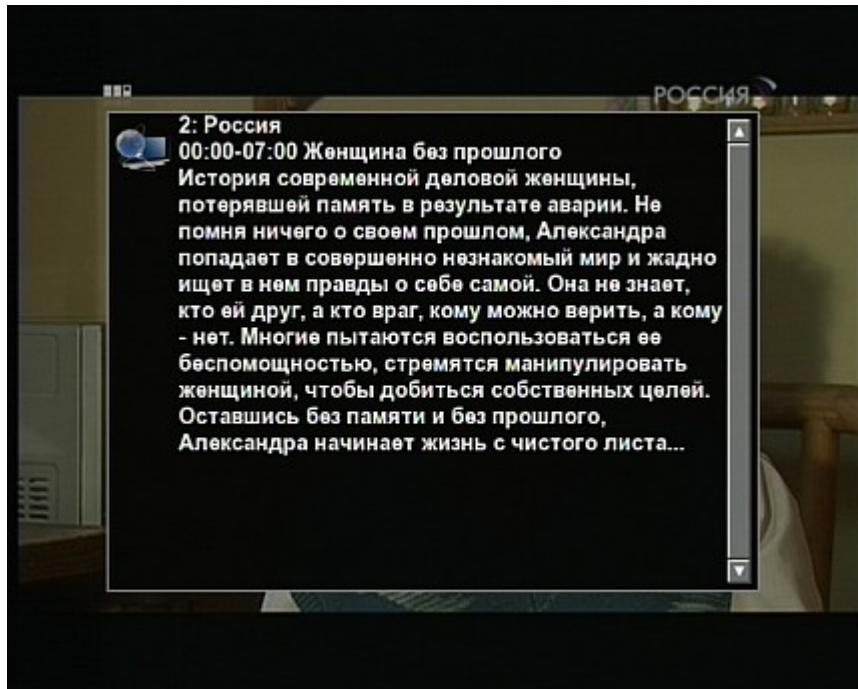 РОССИЯ
2: Россия
00:00-07:00 Женщина без прошлого
История современной деловой женщины,
потерявшей память в результате аварии. Не
помня ничего о своем прошлом, Александра
попадает в совершенно незнакомый мир и жадно
ищет в нем правды о себе самой. Она не знает,
кто ей друг, а кто враг, кому можно верить, а кому
- нет. Многие пытаются воспользоваться ее
беспомощностью, стремятся манипулировать
женщиной, чтобы добиться собственных целей.
Оставшись без памяти и без прошлого,
Александра начинает жизнь с чистого листа...